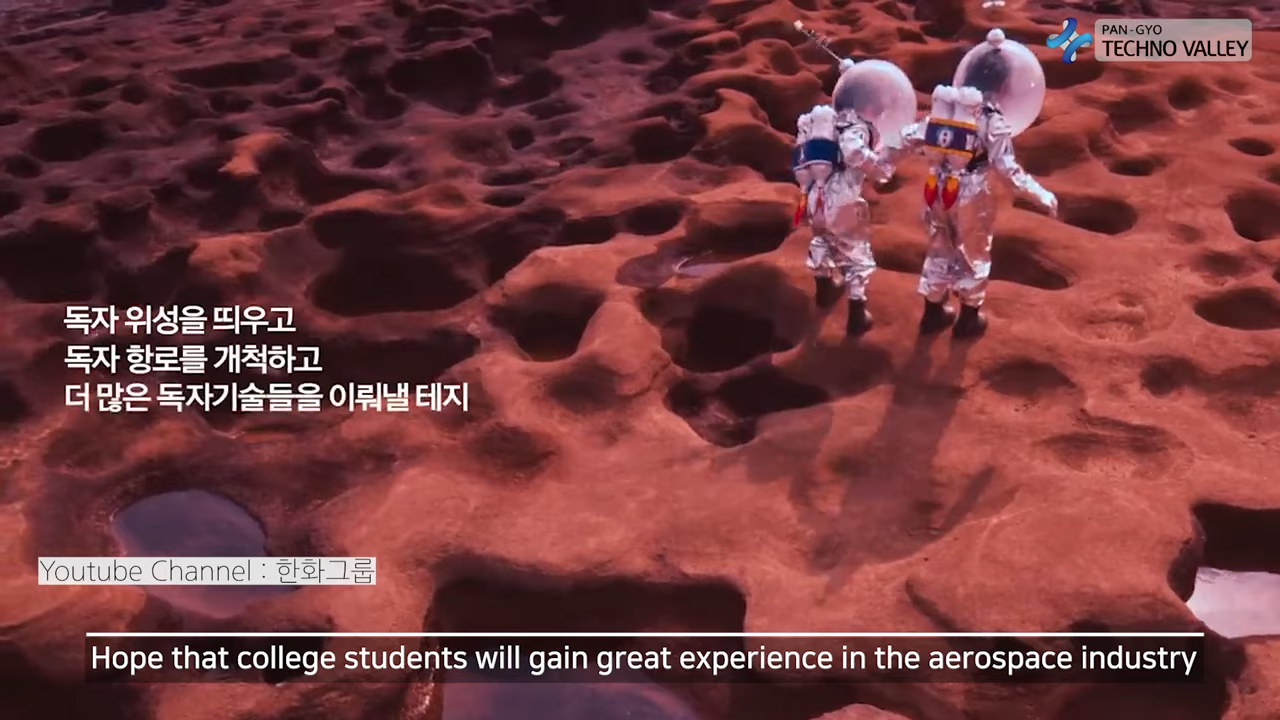 PAN-GYO
TECHNO VALLEY
독자 위성을 띄우고
독자 항로를 개척하고
더 많은 독자기술들을 이뤄낼 테지
Youtube Channel : 한화그룹
Hope that college students will gain great experience in the aerospace industry